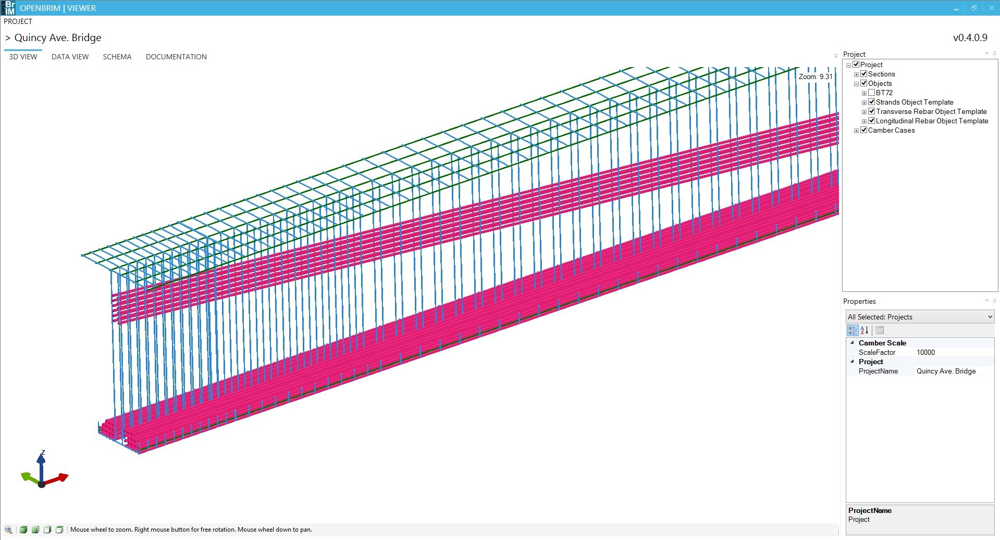 OPEN BrIM OPENBRIM | VIEWER
PROJECT
> Quincy Ave. Bridge
v0.4.0.9
3D VIEW DATA VIEW SCHEMA DOCUMENTATION
Zoom: 9.31
Z
Mouse wheel to zoom. Right mouse button for free rotation. Mouse wheel down to pan.
Project
Project
Sections
Objects
BT72
Strands Object Template
Transverse Rebar Object Template
Longitudinal Rebar Object Template
Camber Cases
Properties
All Selected: Projects
A Z
Camber Scale
ScaleFactor 10000
Project
ProjectName Quincy Ave. Bridge
ProjectName
Project